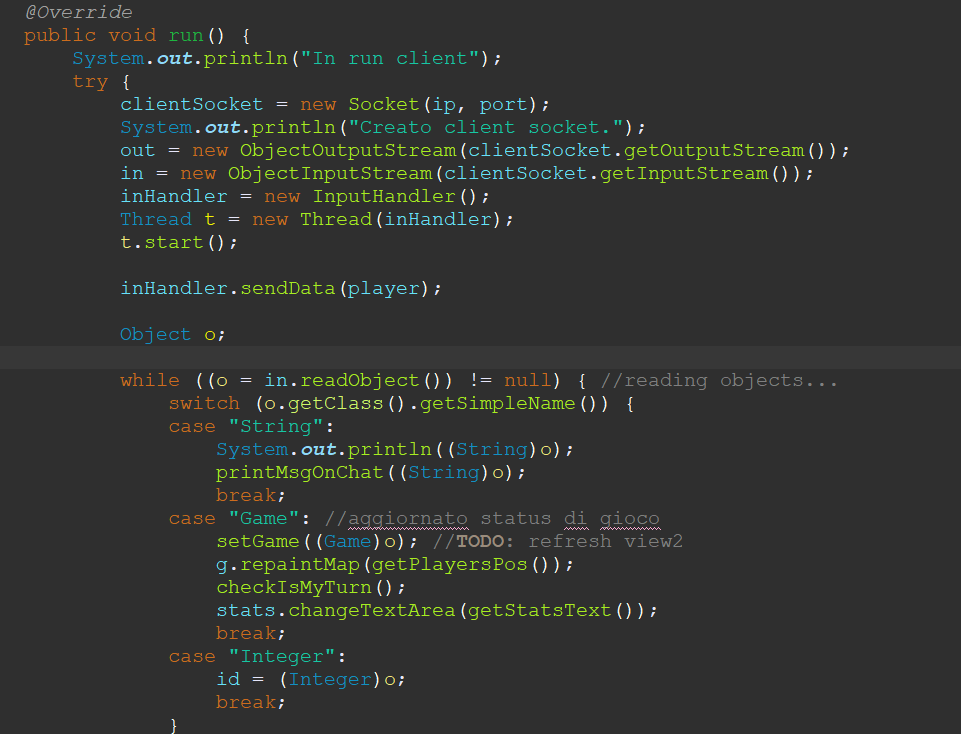 @Override
public void run() {
System.out.println("In run client");
try {
clientSocket = new Socket(ip, port);
System.out.println("Creato client socket.");
out = new ObjectOutputStream(clientSocket.getOutputStream());
in = new ObjectInputStream(clientSocket.getInputStream());
inHandler = new InputHandler();
Thread t = new Thread(inHandler);
t.start();
inHandler.sendData(player);
Object o;
while ((o = in.readObject()) != null) { //reading objects...
switch (o.getClass().getSimpleName()) {
case "String":
System.out.println((String)o);
printMsgOnChat((String)o);
break;
case "Game": //aggiornato status di gioco
setGame((Game)o); //TODO: refresh view2
g.repaintMap(getPlayersPos());
checkIsMyTurn();
stats.changeTextArea(getStatsText());
break;
case "Integer":
id = (Integer)o;
break;
}